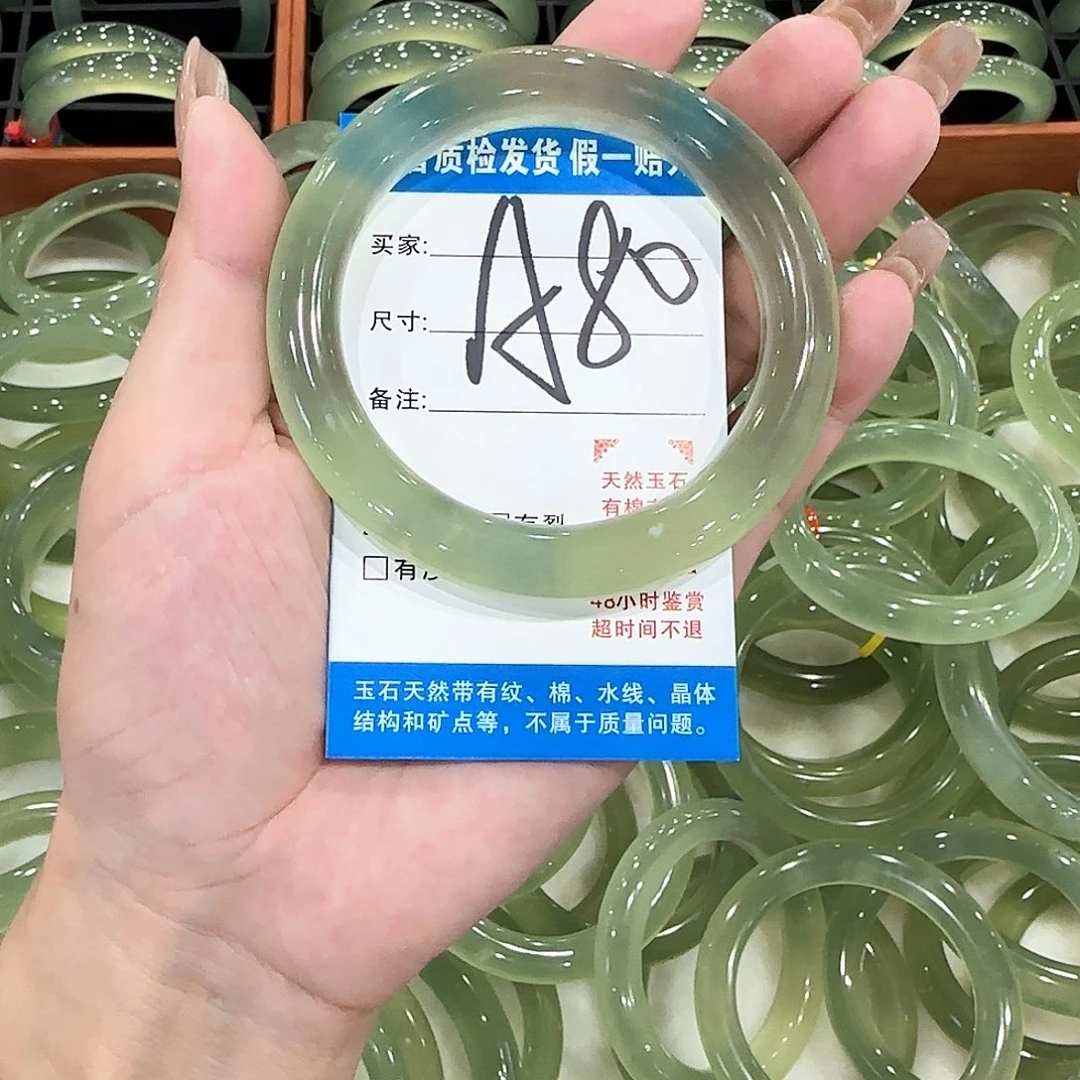 质检发货 假一赔
买家:
A80
尺寸:
备注:
天然玉石
有棉
有裂
□有
48小时鉴赏
超时间不退
玉石天然带有纹、棉、水线、晶体
结构和矿点等，不属于质量问题。